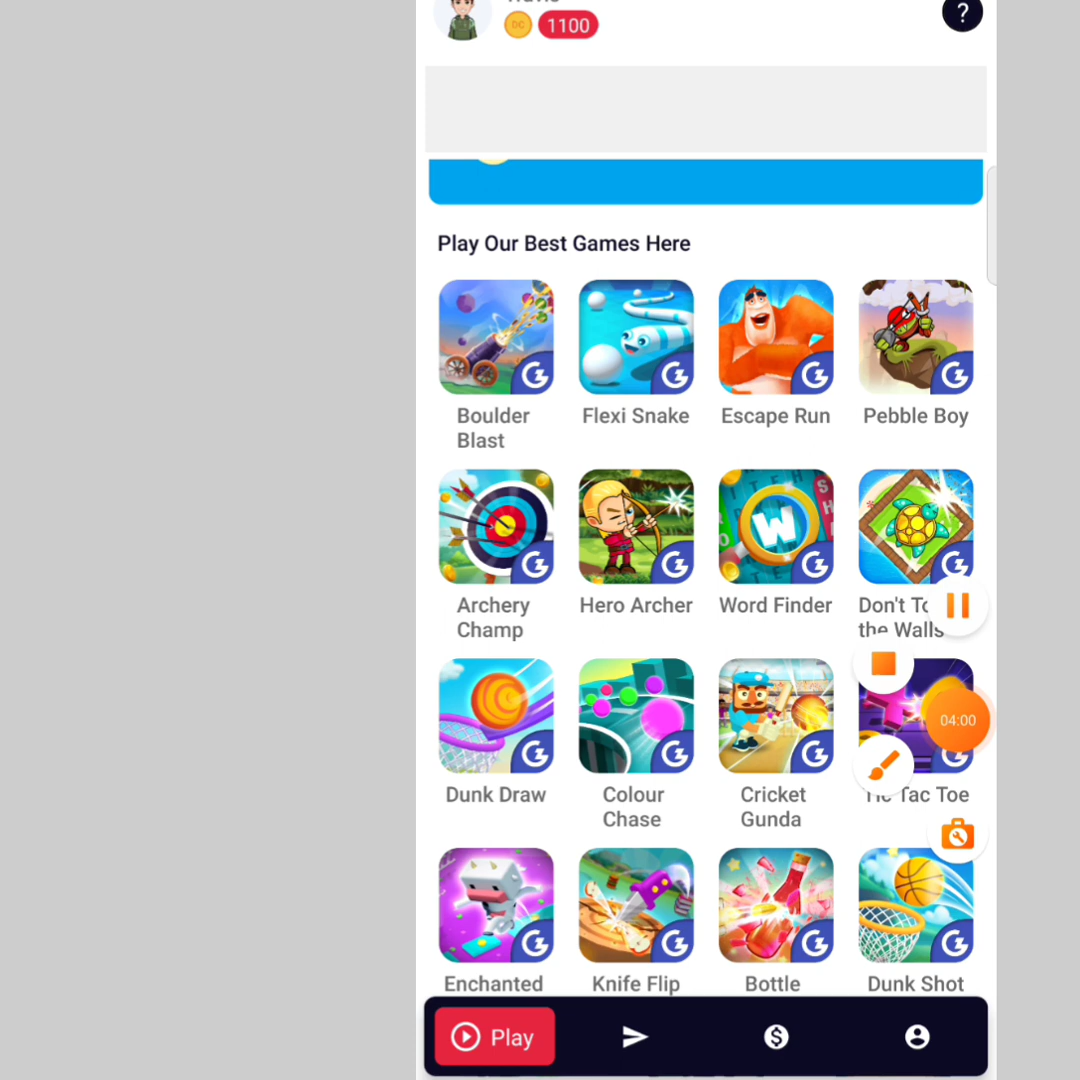 1100
?
DC
Play Our Best Games Here
Boulder Blast
Flexi Snake
Escape Run
Pebble Boy
Archery Champ
Hero Archer
W
Word Finder
the Walls
Dunk Draw
Colour Chase
Cricket Gunda
04:00
Tac Toe
Enchanted
Knife Flip
Bottle
Dunk Shot
Play
$